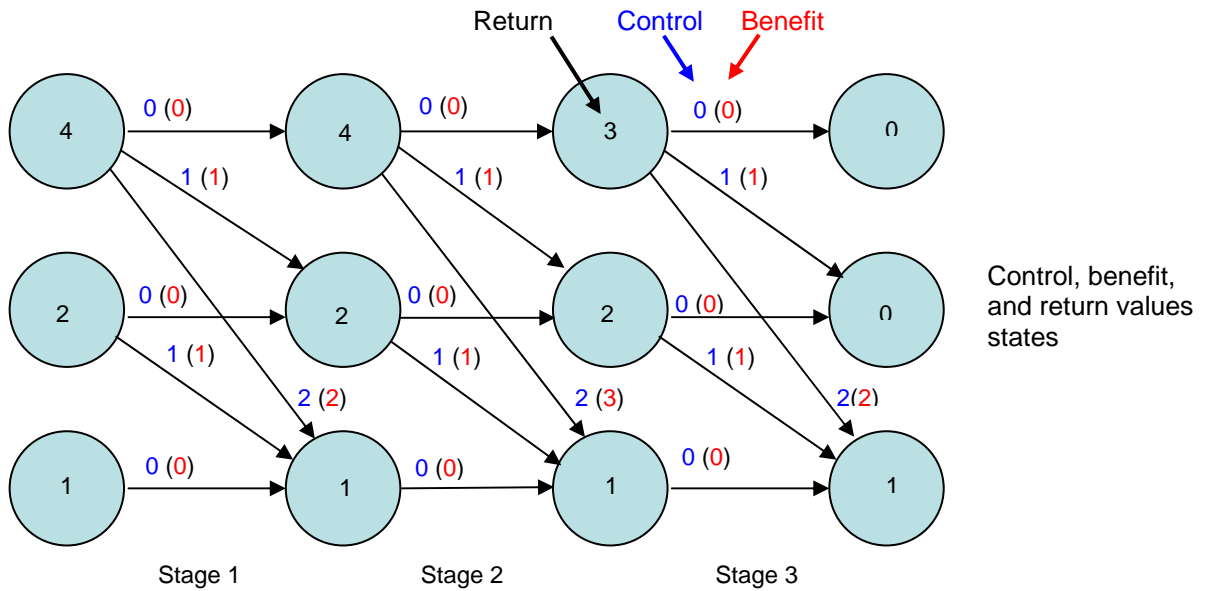 Return Control Benefit
0 (0) 0 (0) 0 (0)
4 4 3 0
1 (1) 1 (1) 1 (1)
Control, benefit,
and return values
states
0 (0) 0 (0) 0 (0)
2 2 2 0
1 (1) 1 (1) 1 (1)
2 (2) 2 (3) 2(2)
0 (0) 0 (0) 0 (0)
1 1 1 1
Stage 1 Stage 2 Stage 3